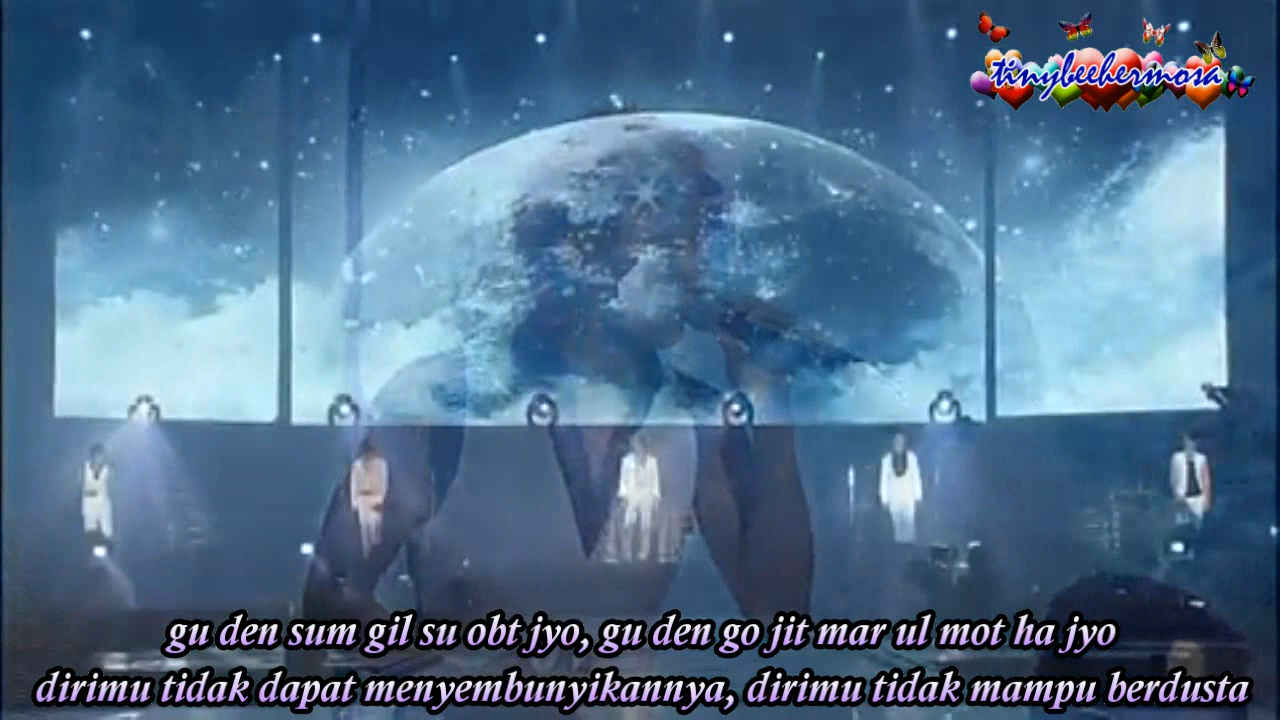 tinybeehermosa
gu den sum gil su obt jyo, gu den go jit mar ul mot ha jyo
dirimu tidak dapat menyembunyikannya, dirimu tidak mampu berdusta